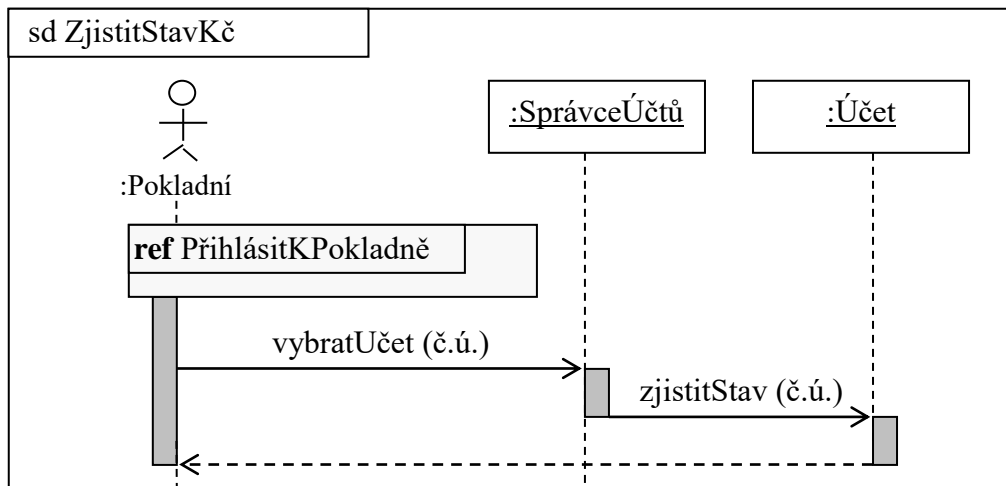 sd ZjistitStavKč
:SprávceÚčtů
:Účet
:Pokladní
ref PřihlásitKPokladně
vybratUčet (č.ú.)
zjistitStav (č.ú.)